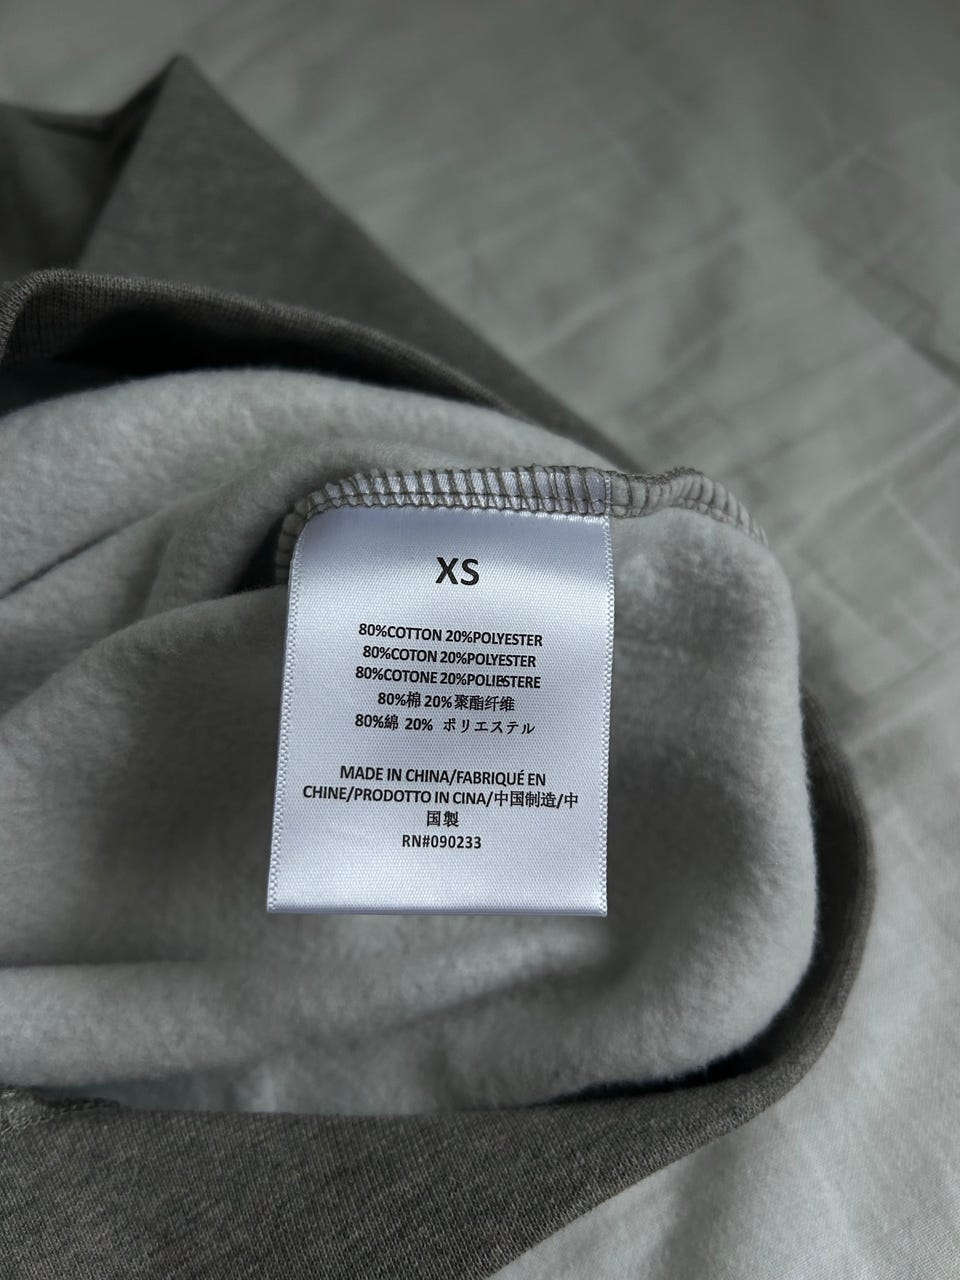 XS
80%COTTON 20%POLYESTER
80%COTON 20%POLYESTER
80%COTONE 20%POLIESTERE
80%棉 20%聚酯纤维
80%綿 20% ポリエステル
MADE IN CHINA/FABRIQUÉ EN
CHINE/PRODOTTO IN CINA/中国制造/中
国製
RN#090233